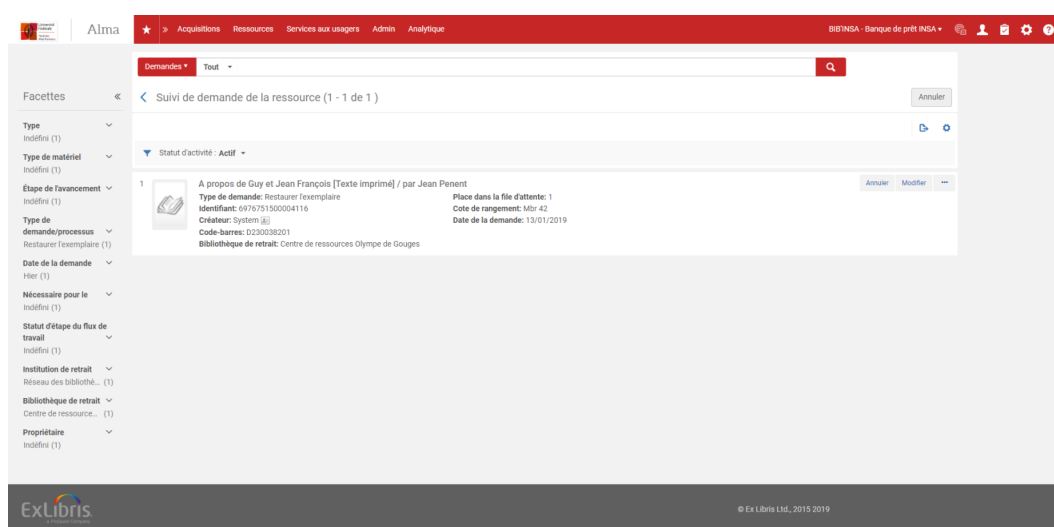 Alma
Acquisitions Ressources Services aux usagers Admin Analytique
BIB'INSA - Banque de prêt INSA
Demandes Tout
Facettes
Suivi de demande de la ressource (1 - 1 de 1 )
Annuler
Type
Indéfini (1)
Type de matériel
Indéfini (1)
Étape de l'avancement
Indéfini (1)
Type de
demande/processus
Restaurer l'exemplaire (1)
Date de la demande
Hier (1)
Nécessaire pour le
Indéfini (1)
Statut d'étape du flux de
travail
Indéfini (1)
Institution de retrait
Réseau des bibliothè... (1)
Bibliothèque de retrait
Centre de ressource... (1)
Propriétaire
Indéfini (1)
Statut d'activité : Actif
1
A propos de Guy et Jean François [Texte imprimé] / par Jean Penent
Type de demande: Restaurer l'exemplaire
Identifiant: 6976751500004116
Créateur: System
Code-barres: D230038201
Bibliothèque de retrait: Centre de ressources Olympe de Gouges
Place dans la file d'attente: 1
Cote de rangement: Mbr 42
Date de la demande: 13/01/2019
Annuler Modifier
ExLibris
a ProQuest Company
© Ex Libris Ltd., 2015 2019